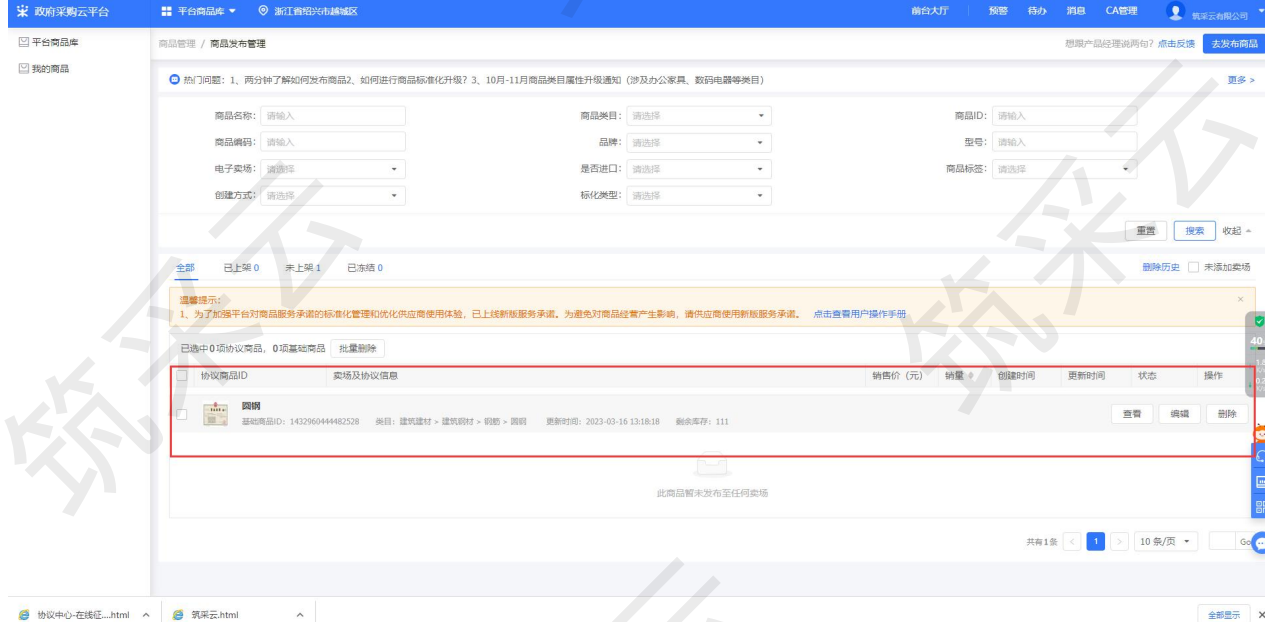 政府采购云平台 平台商品库 浙江省绍兴市越城区 前台大厅 预警 待办 消息 CA管理 筑采云有限公司
平台商品库
我的商品
商品管理 / 商品发布管理 想跟产品经理说两句? 点击反馈 去发布商品
热门问题: 1、两分钟了解如何发布商品2、如何进行商品标准化升级? 3、10月-11月商品类目属性升级通知 (涉及办公家具、数码电器等类目) 更多 >
商品名称: 请输入 商品类目: 请选择 商品ID: 请输入
商品编码: 请输入 品牌: 请选择 型号: 请输入
电子卖场: 请选择 是否进口: 请选择 商品标签: 请选择
创建方式: 请选择 标化类型: 请选择
重置 搜索 收起
全部 已上架 0 未上架 1 已冻结 0 删除历史 未添加卖场
温馨提示:
1、为了加强平台对商品服务承诺的标准化管理和优化供应商使用体验, 已上线新版服务承诺。为避免对商品经营产生影响, 请供应商使用新版服务承诺。 点击查看用户操作手册
已选中0项协议商品, 0项基础商品 批量删除
协议商品ID 卖场及协议信息 销售价 (元) 销量 创建时间 更新时间 状态 操作
圆钢
基础商品ID: 1432960444482528 类目: 建筑建材 > 建筑钢材 > 钢筋 > 圆钢 更新时间: 2023-03-16 13:18:18 剩余库存: 111 查看 编辑 删除
此商品暂未发布至任何卖场
共有1条 < 1 > 10 条/页 Go
协议中心-在线征....html 筑采云.html 全部显示 ×
筑采云
筑采云